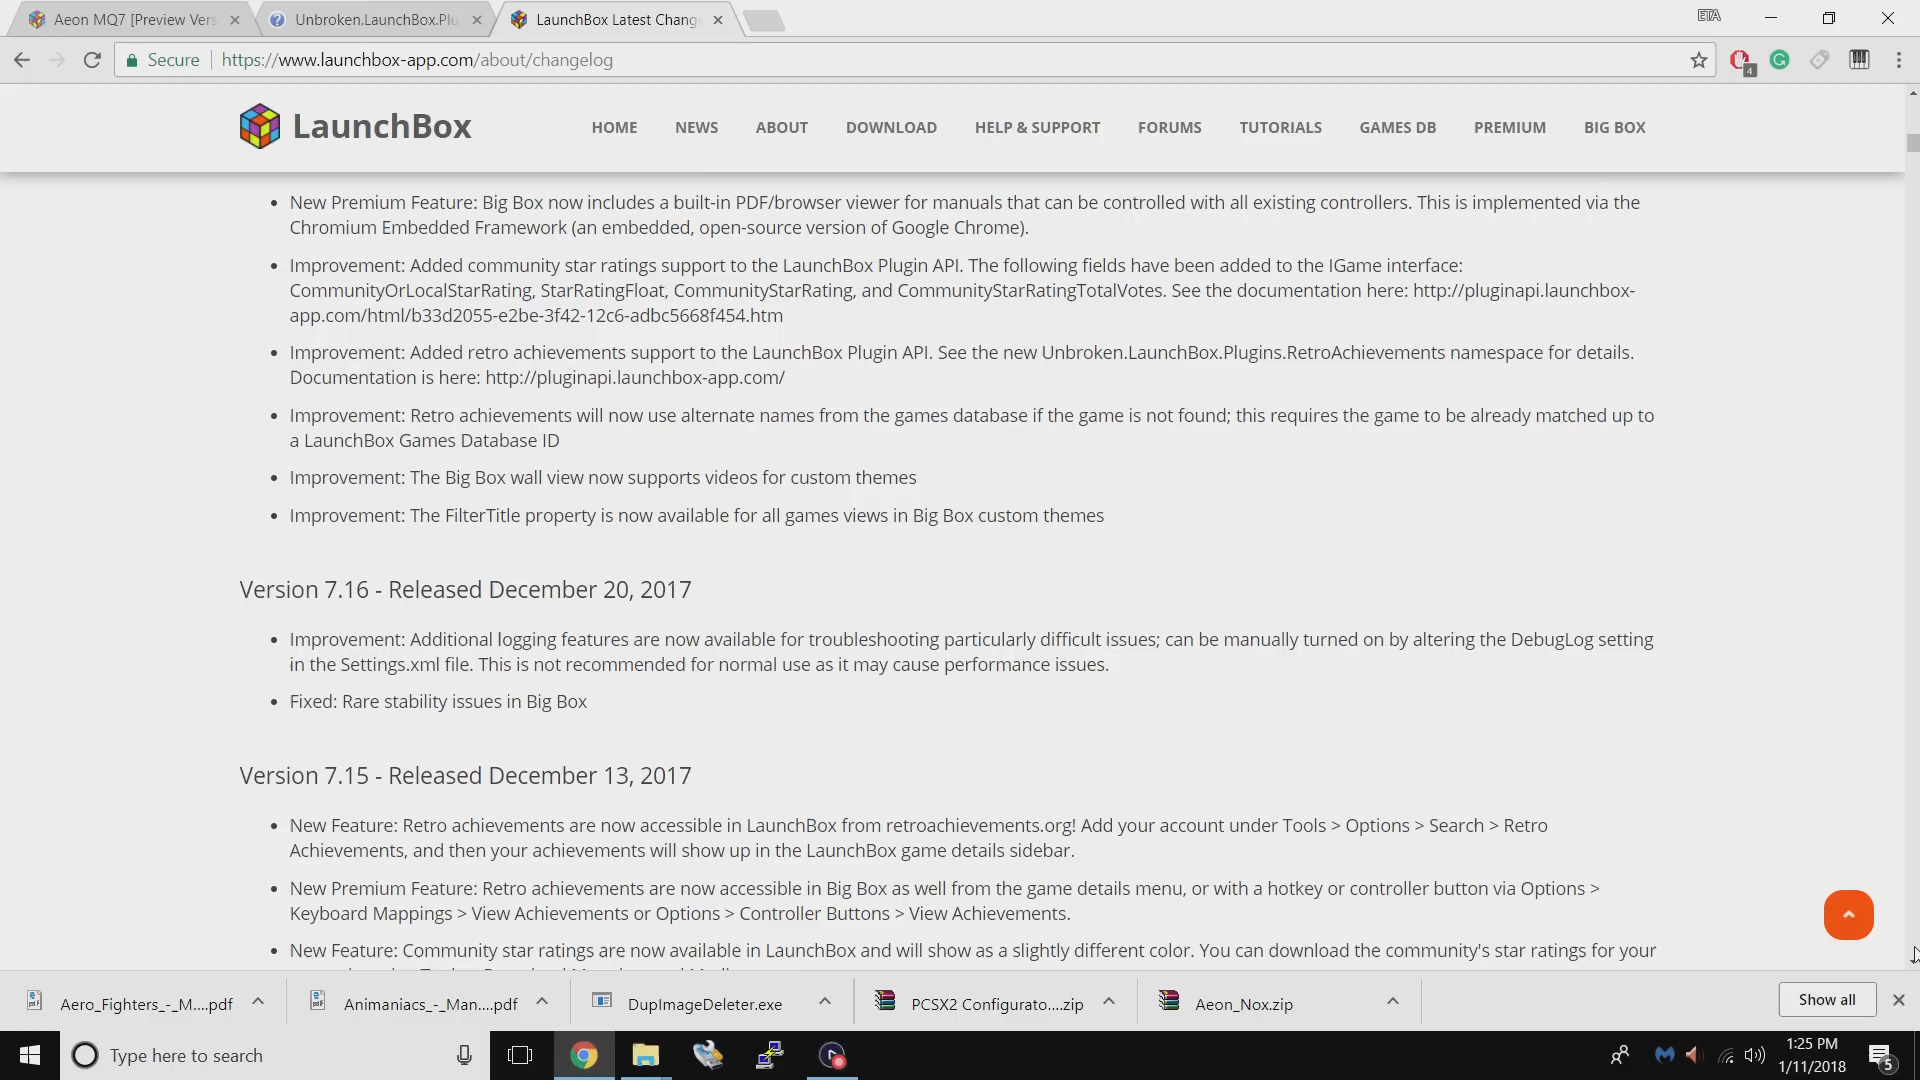 Aeon MQ7 [Preview Vers
Unbroken.LaunchBox.Plu
LaunchBox Latest Chang
ETA
Secure
https://www.launchbox-app.com/about/changelog
4
LaunchBox
HOME
NEWS
ABOUT
DOWNLOAD
HELP & SUPPORT
FORUMS
TUTORIALS
GAMES DB
PREMIUM
BIG BOX
New Premium Feature: Big Box now includes a built-in PDF/browser viewer for manuals that can be controlled with all existing controllers. This is implemented via the
Chromium Embedded Framework (an embedded, open-source version of Google Chrome).
Improvement: Added community star ratings support to the LaunchBox Plugin API. The following fields have been added to the IGame interface:
CommunityOrLocalStarRating, StarRatingFloat, CommunityStarRating, and CommunityStarRatingTotalVotes. See the documentation here: http://pluginapi.launchbox-
app.com/html/b33d2055-e2be-3f42-12c6-adbc5668f454.htm
Improvement: Added retro achievements support to the LaunchBox Plugin API. See the new Unbroken.LaunchBox.Plugins.RetroAchievements namespace for details.
Documentation is here: http://pluginapi.launchbox-app.com/
Improvement: Retro achievements will now use alternate names from the games database if the game is not found; this requires the game to be already matched up to
a LaunchBox Games Database ID
Improvement: The Big Box wall view now supports videos for custom themes
Improvement: The FilterTitle property is now available for all games views in Big Box custom themes
Version 7.16 - Released December 20, 2017
Improvement: Additional logging features are now available for troubleshooting particularly difficult issues; can be manually turned on by altering the DebugLog setting
in the Settings.xml file. This is not recommended for normal use as it may cause performance issues.
Fixed: Rare stability issues in Big Box
Version 7.15 - Released December 13, 2017
New Feature: Retro achievements are now accessible in LaunchBox from retroachievements.org! Add your account under Tools > Options > Search > Retro
Achievements, and then your achievements will show up in the LaunchBox game details sidebar.
New Premium Feature: Retro achievements are now accessible in Big Box as well from the game details menu, or with a hotkey or controller button via Options >
Keyboard Mappings > View Achievements or Options > Controller Buttons > View Achievements.
New Feature: Community star ratings are now available in LaunchBox and will show as a slightly different color. You can download the community's star ratings for your
Aero_Fighters_-_M....pdf
Animaniacs_-_Man....pdf
DupImageDeleter.exe
PCSX2 Configurato....zip
Aeon_Nox.zip
Show all
Type here to search
1:25 PM
1/11/2018
5